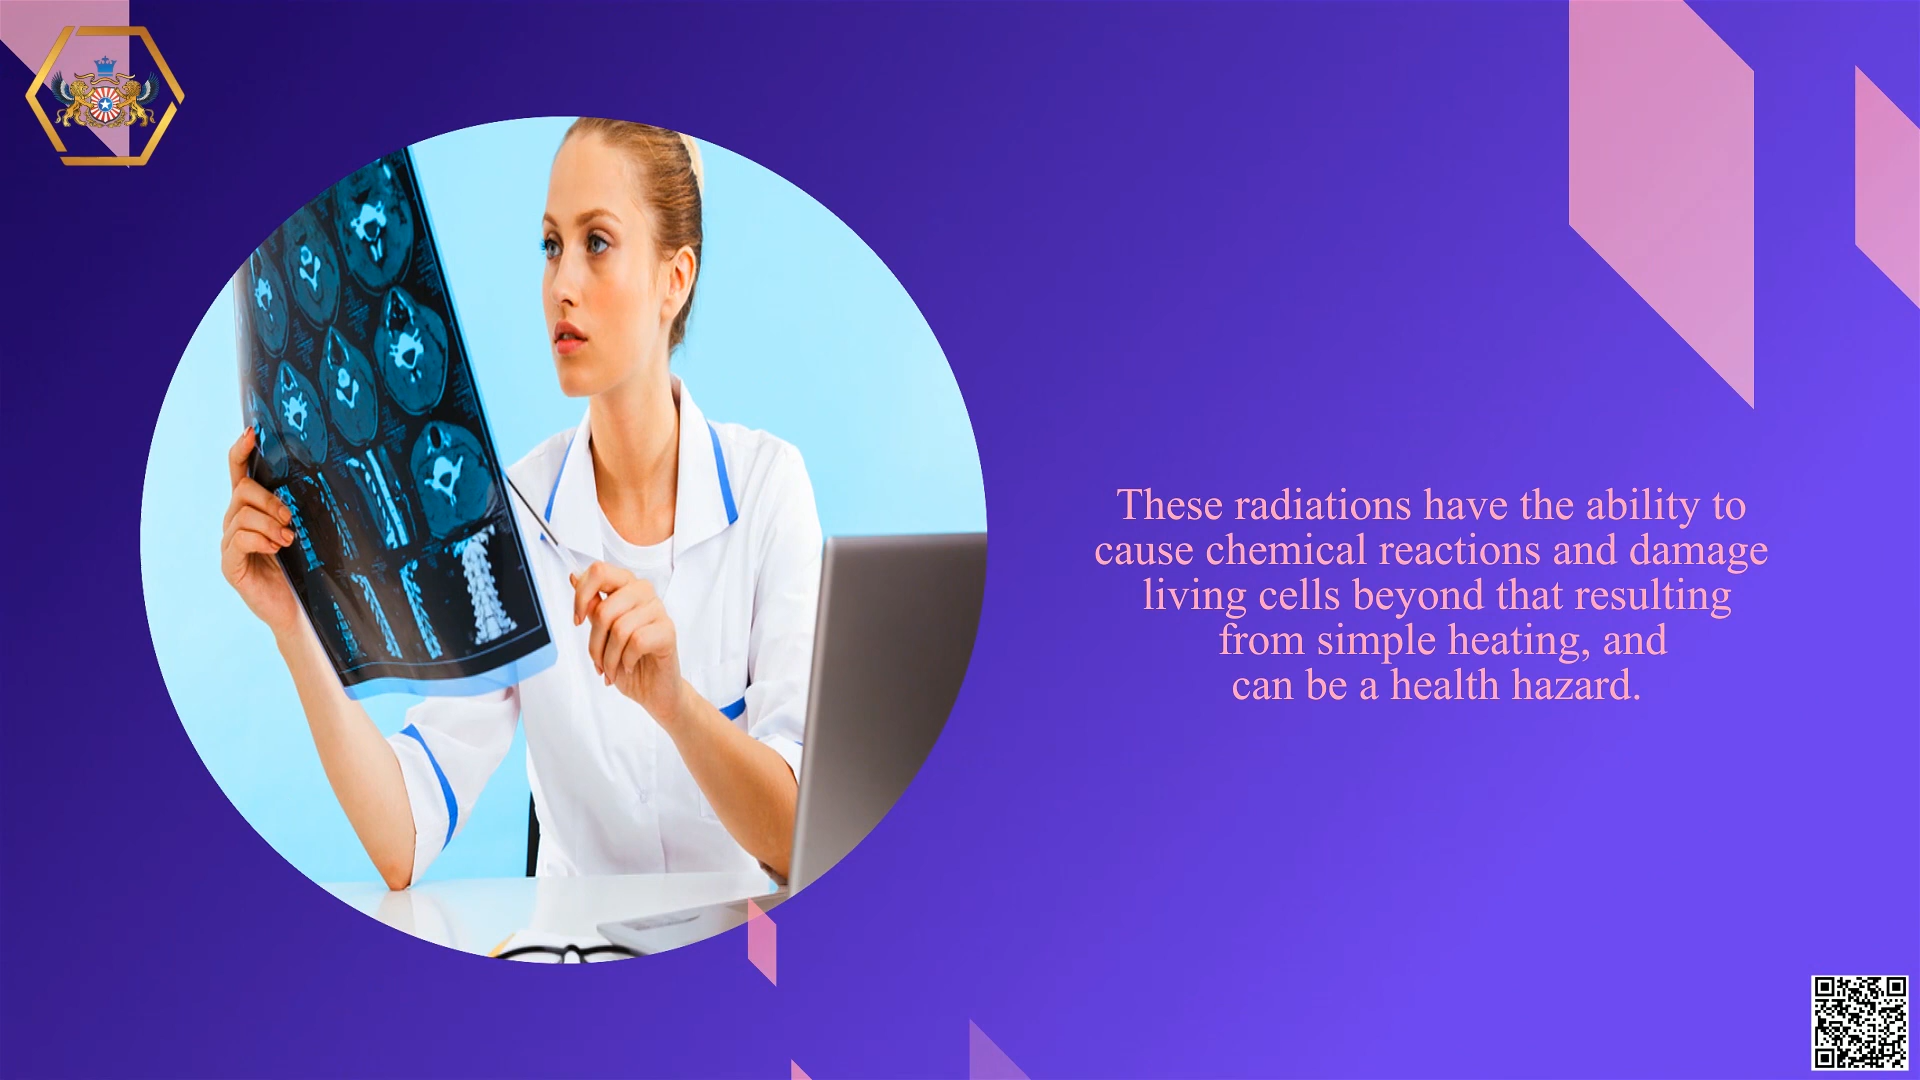 These radiations have the ability to
cause chemical reactions and damage
living cells beyond that resulting
from simple heating, and
can be a health hazard.